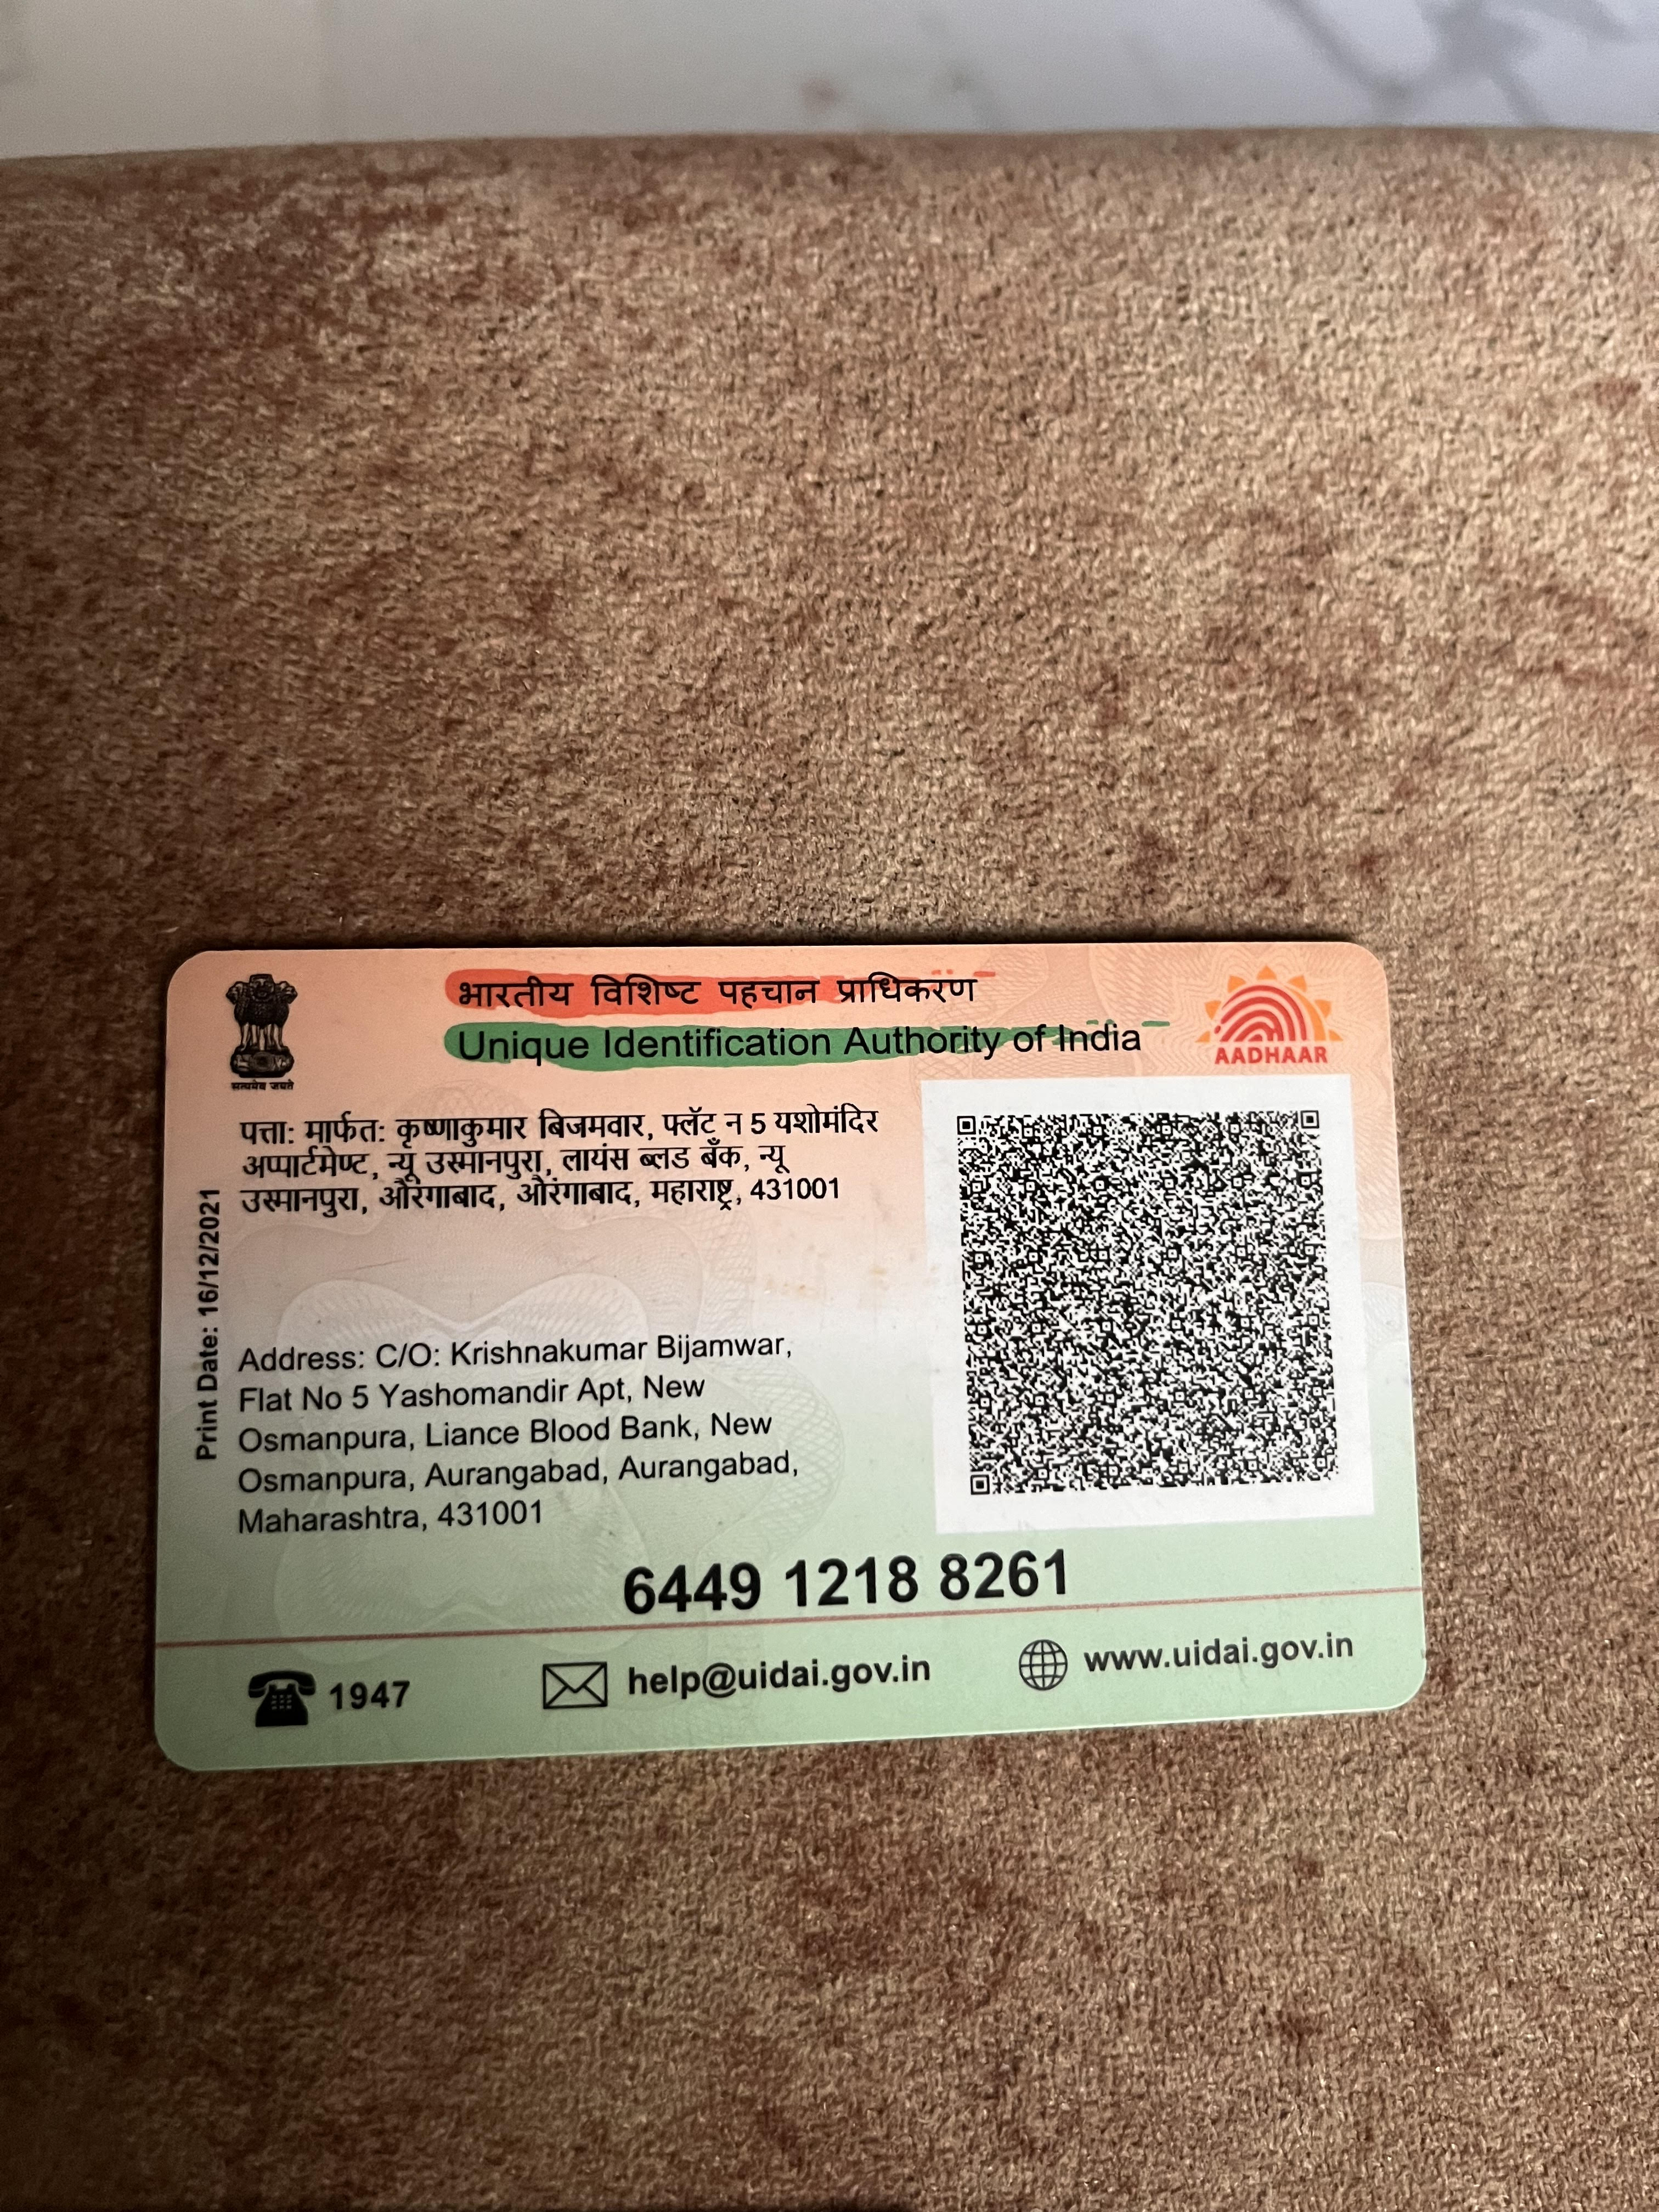 भारतीय विशिष्ट पहचान प्राधिकरण
Unique Identification Authority of India
सत्यमेव जयते
AADHAAR
पत्ता: मार्फत: कृष्णाकुमार बिजमवार, फ्लॅट न 5 यशोमंदिर
अप्पार्टमेण्ट, न्यू उस्मानपुरा, लायंस ब्लड बँक, न्यू
उस्मानपुरा, औरंगाबाद, औरंगाबाद, महाराष्ट्र, 431001
Print Date: 16/12/2021
Address: C/O: Krishnakumar Bijamwar,
Flat No 5 Yashomandir Apt, New
Osmanpura, Liance Blood Bank, New
Osmanpura, Aurangabad, Aurangabad,
Maharashtra, 431001
6449 1218 8261
1947
help@uidai.gov.in
www.uidai.gov.in